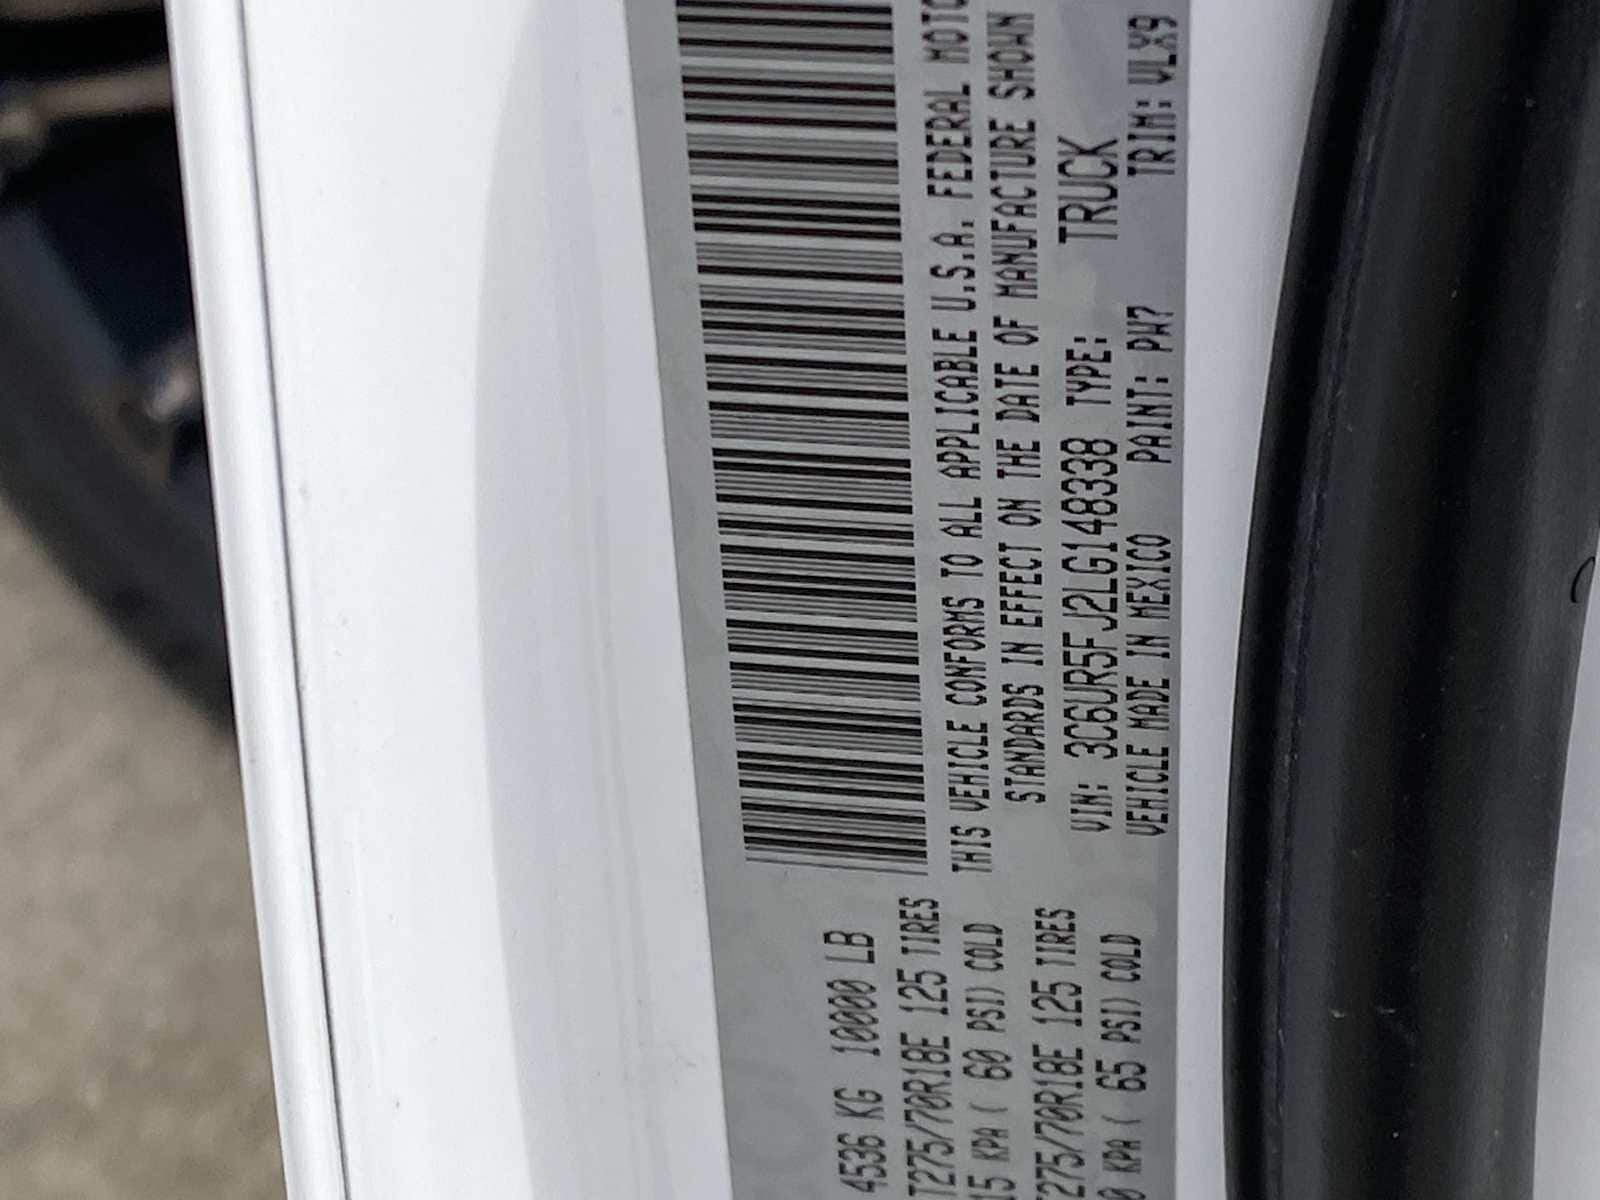 4536 KG 10000 LB
T275/70R18E 125 TIRES
15 KPA ( 60 PSI) COLD
T275/70R18E 125 TIRES
0 KPA ( 65 PSI) COLD
THIS VEHICLE CONFORMS TO ALL APPLICABLE U.S.A. FEDERAL MOTO
STANDARDS IN EFFECT ON THE DATE OF MANUFACTURE SHOWN
VIN: 3C6UR5FJ2LG148338 TYPE: TRUCK
VEHICLE MADE IN MEXICO PAINT: PW7 TRIM: VLX9